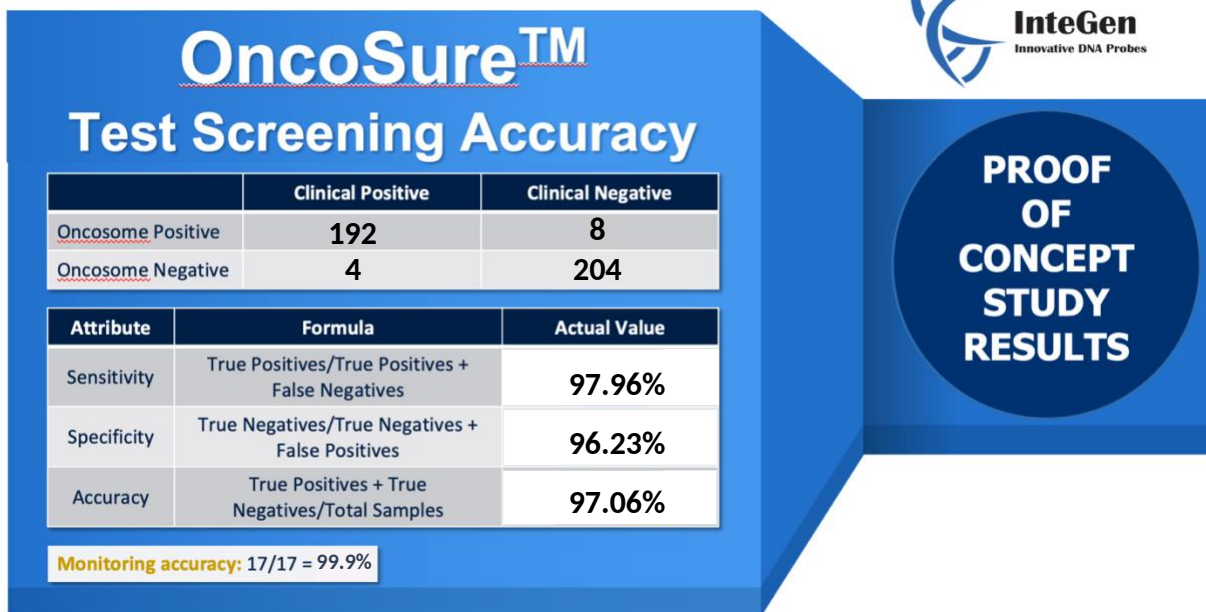 OncoSure™
Test Screening Accuracy
InteGen
Innovative DNA Probes
PROOF
OF
CONCEPT
STUDY
RESULTS
Clinical Positive Clinical Negative
Oncosome Positive 192 8
Oncosome Negative 4 204
Attribute Formula Actual Value
Sensitivity True Positives/True Positives +
False Negatives 97.96%
Specificity True Negatives/True Negatives +
False Positives 96.23%
Accuracy True Positives + True
Negatives/Total Samples 97.06%
Monitoring accuracy: 17/17 = 99.9%